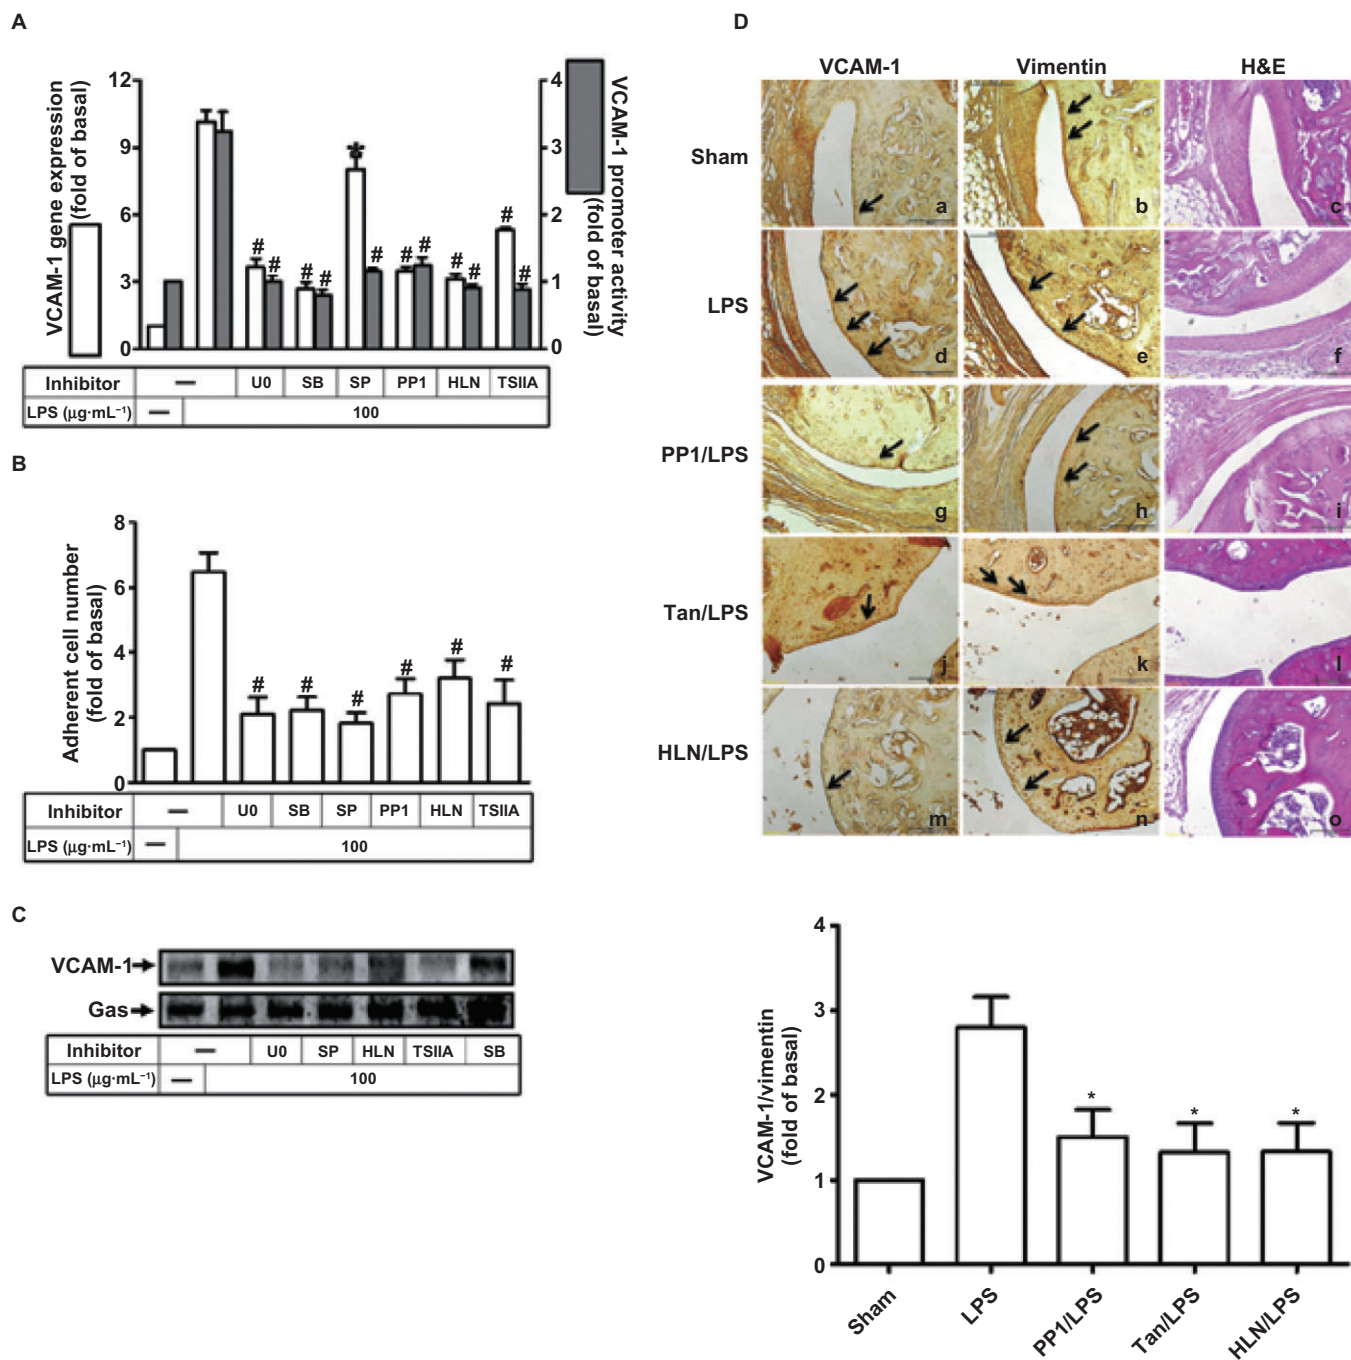 A
VCAM-1 gene expression
(fold of basal)
12
9
6
3
0
*
# # # # # # # # # # #
4
3
2
1
0
VCAM-1 promoter activity
(fold of basal)
Inhibitor — U0 SB SP PP1 HLN TSIIA
LPS (μg·mL⁻¹) — 100
B
Adherent cell number
(fold of basal)
8
6
4
2
0
# # # # # #
Inhibitor — U0 SB SP PP1 HLN TSIIA
LPS (μg·mL⁻¹) — 100
C
VCAM-1
Gas
Inhibitor — U0 SP HLN TSIIA SB
LPS (μg·mL⁻¹) — 100
D
VCAM-1 Vimentin H&E
Sham a b c
LPS d e f
PP1/LPS g h i
Tan/LPS j k l
HLN/LPS m n o
VCAM-1/vimentin
(fold of basal)
4
3
2
1
0
* * *
Sham LPS PP1/LPS Tan/LPS HLN/LPS